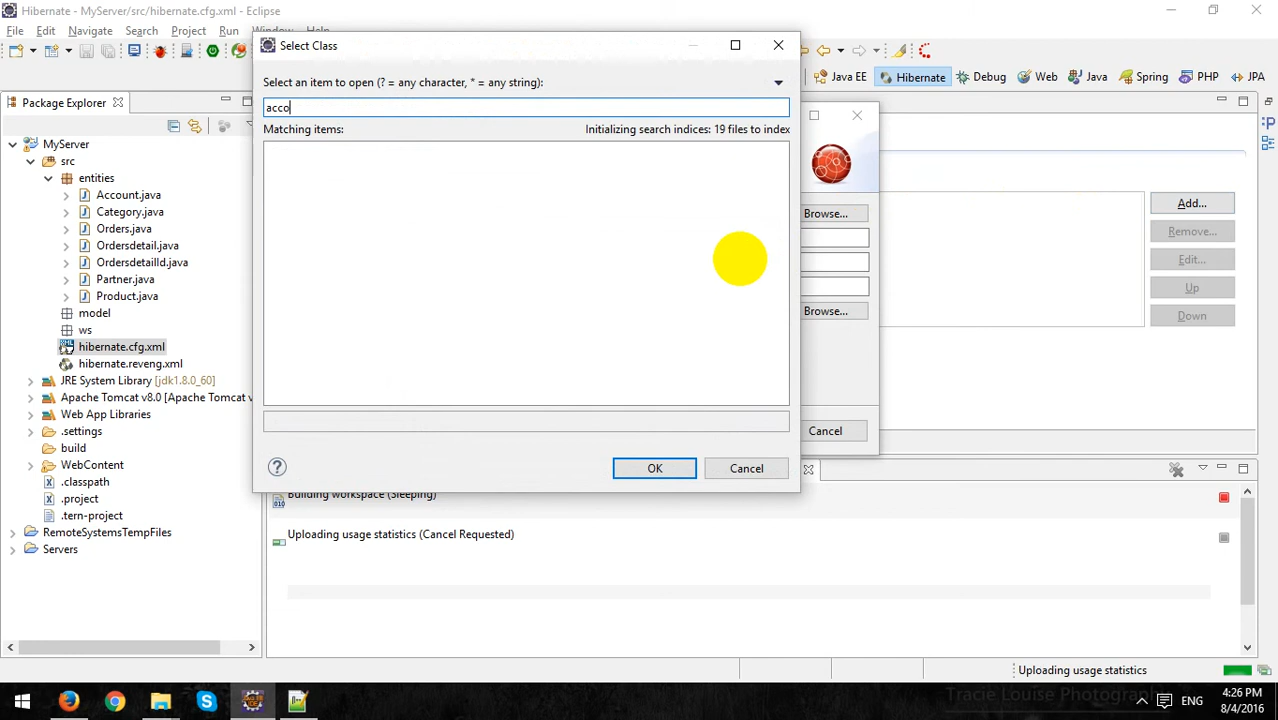 Hibernate - MyServer/src/hibernate.cfg.xml - Eclipse
File Edit Navigate Search Project Run Window Help
Select Class
Select an item to open (? = any character, * = any string):
acco
Matching items:
Initializing search indices: 19 files to index
OK
Cancel
Java EE
Hibernate
Debug
Web
Java
Spring
PHP
JPA
Package Explorer
MyServer
src
entities
Account.java
Category.java
Orders.java
Ordersdetail.java
OrdersdetailId.java
Partner.java
Product.java
model
ws
hibernate.cfg.xml
hibernate.reveng.xml
JRE System Library [jdk1.8.0_60]
Apache Tomcat v8.0 [Apache Tomcat v
Web App Libraries
.settings
build
WebContent
.classpath
.project
.tern-project
RemoteSystemsTempFiles
Servers
Browse...
Browse...
Cancel
Add...
Remove...
Edit...
Up
Down
Building workspace (Sleeping)
Uploading usage statistics (Cancel Requested)
Uploading usage statistics
Tracie Louise Photography
ENG
4:26 PM
8/4/2016